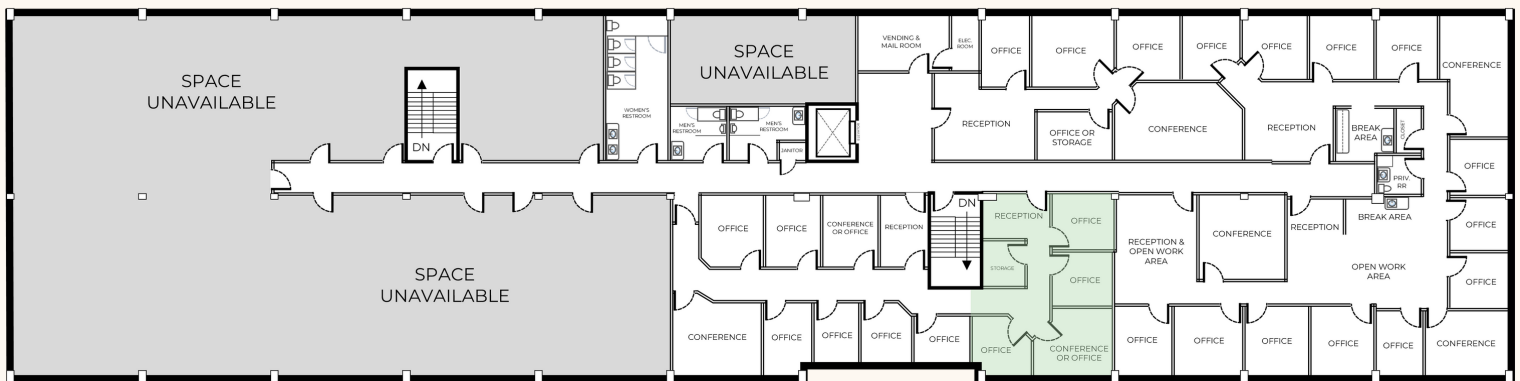 SPACE
UNAVAILABLE
DN
WOMEN'S
RESTROOM
SPACE
UNAVAILABLE
MEN'S
RESTROOM
MEN'S
RESTROOM
JANITOR
ELEVATOR
VENDING &
MAIL ROOM
ELEC.
ROOM
OFFICE
OFFICE
OFFICE
OFFICE
OFFICE
OFFICE
OFFICE
CONFERENCE
RECEPTION
OFFICE OR
STORAGE
CONFERENCE
RECEPTION
BREAK
AREA
CLOSET
PRIV.
RR
OFFICE
SPACE
UNAVAILABLE
OFFICE
OFFICE
CONFERENCE
OR OFFICE
RECEPTION
DN
RECEPTION
OFFICE
STORAGE
OFFICE
RECEPTION &
OPEN WORK
AREA
CONFERENCE
RECEPTION
BREAK AREA
OFFICE
OPEN WORK
AREA
OFFICE
CONFERENCE
OFFICE
OFFICE
OFFICE
OFFICE
OFFICE
CONFERENCE
OR OFFICE
OFFICE
OFFICE
OFFICE
OFFICE
OFFICE
CONFERENCE